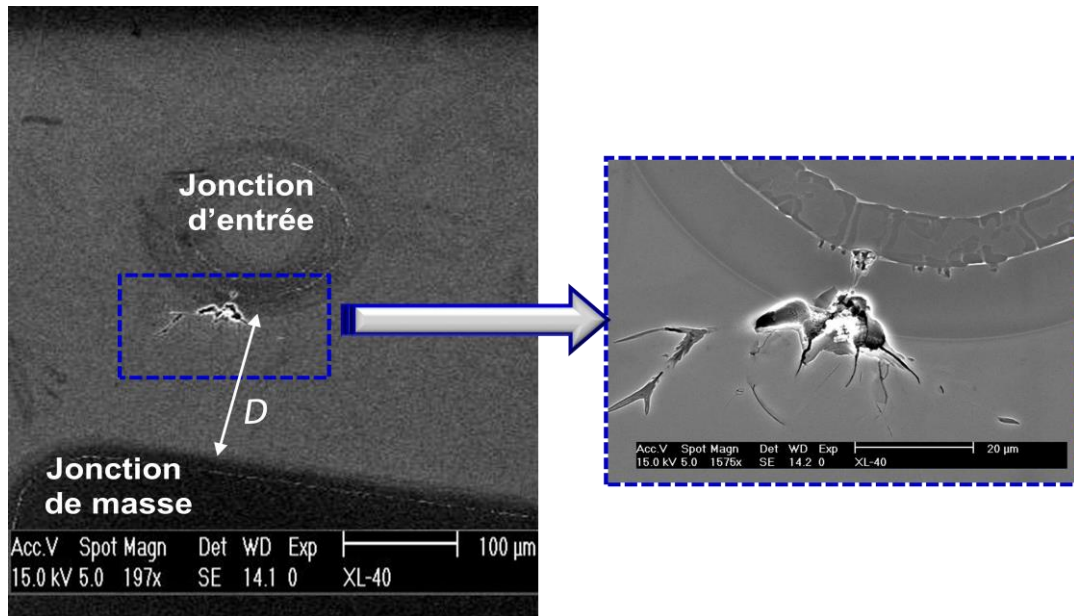 Jonction
d'entrée
D
Jonction
de masse
Acc.V Spot Magn Det WD Exp 100 µm
15.0 kV 5.0 197x SE 14.1 0 XL-40
Acc.V Spot Magn Det WD Exp 20 µm
15.0 kV 5.0 1575x SE 14.2 0 XL-40